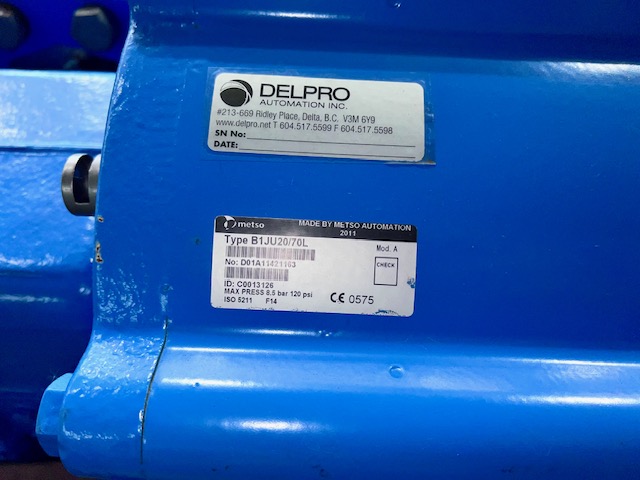 DELPRO
AUTOMATION INC.
#213-669 Ridley Place, Delta, B.C. V3M 6Y9
www.delpro.net T 604.517.5599 F 604.517.5598
SN No:
DATE:
metso MADE BY METSO AUTOMATION
2011
Type B1JU20/70L
Mod. A
No: D01A11421163
CHECK
ID: C0013126
MAX PRESS 8,5 bar 120 psi
ISO 5211 F14
CE 0575